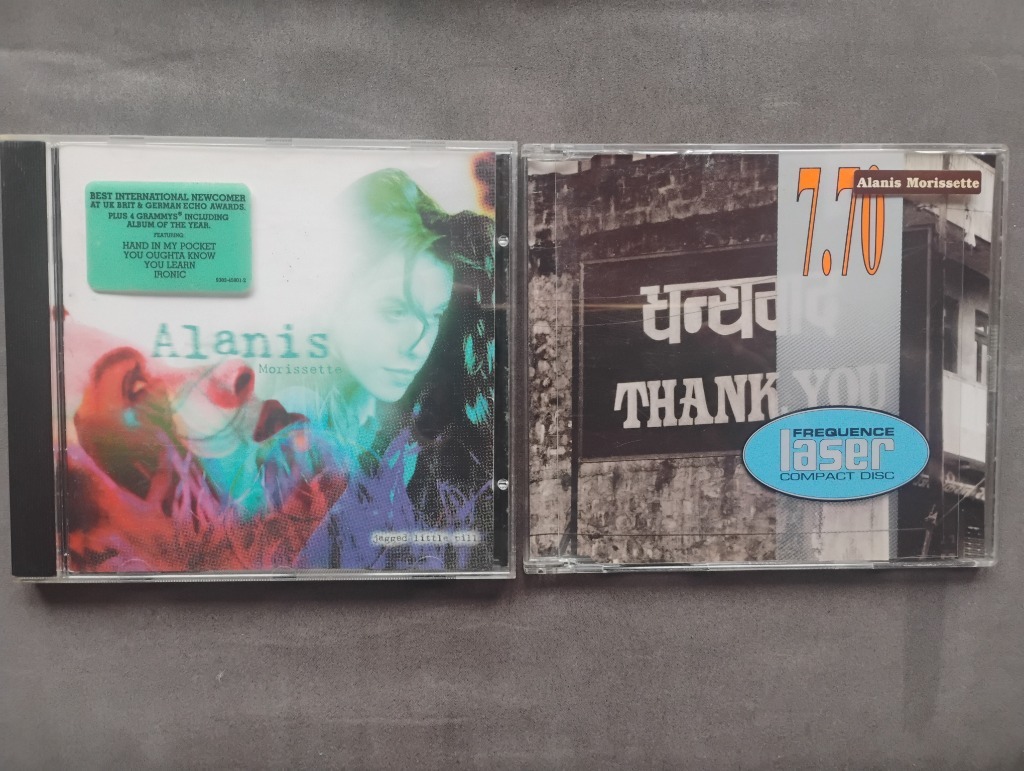 BEST INTERNATIONAL NEWCOMER
AT UK BRIT & GERMAN ECHO AWARDS.
PLUS 4 GRAMMYS® INCLUDING
ALBUM OF THE YEAR.
FEATURING:
HAND IN MY POCKET
YOU OUGHTA KNOW
YOU LEARN
IRONIC
Alanis
Morissette
jagged little pill
7.70
Alanis Morissette
धन्यवाद
THANK YOU
FREQUENCE
laser
COMPACT DISC